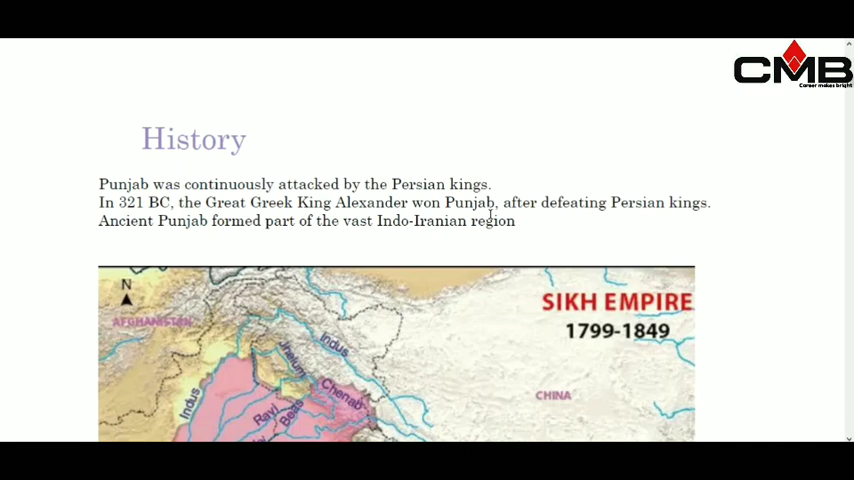 CMB
Career makes bright
History
Punjab was continuously attacked by the Persian kings.
In 321 BC, the Great Greek King Alexander won Punjab, after defeating Persian kings.
Ancient Punjab formed part of the vast Indo-Iranian region
N
SIKH EMPIRE
1799-1849
AFGHANISTAN
Indus
Jhelum
CHINA
Chenab
Indus
Ravi
Beas